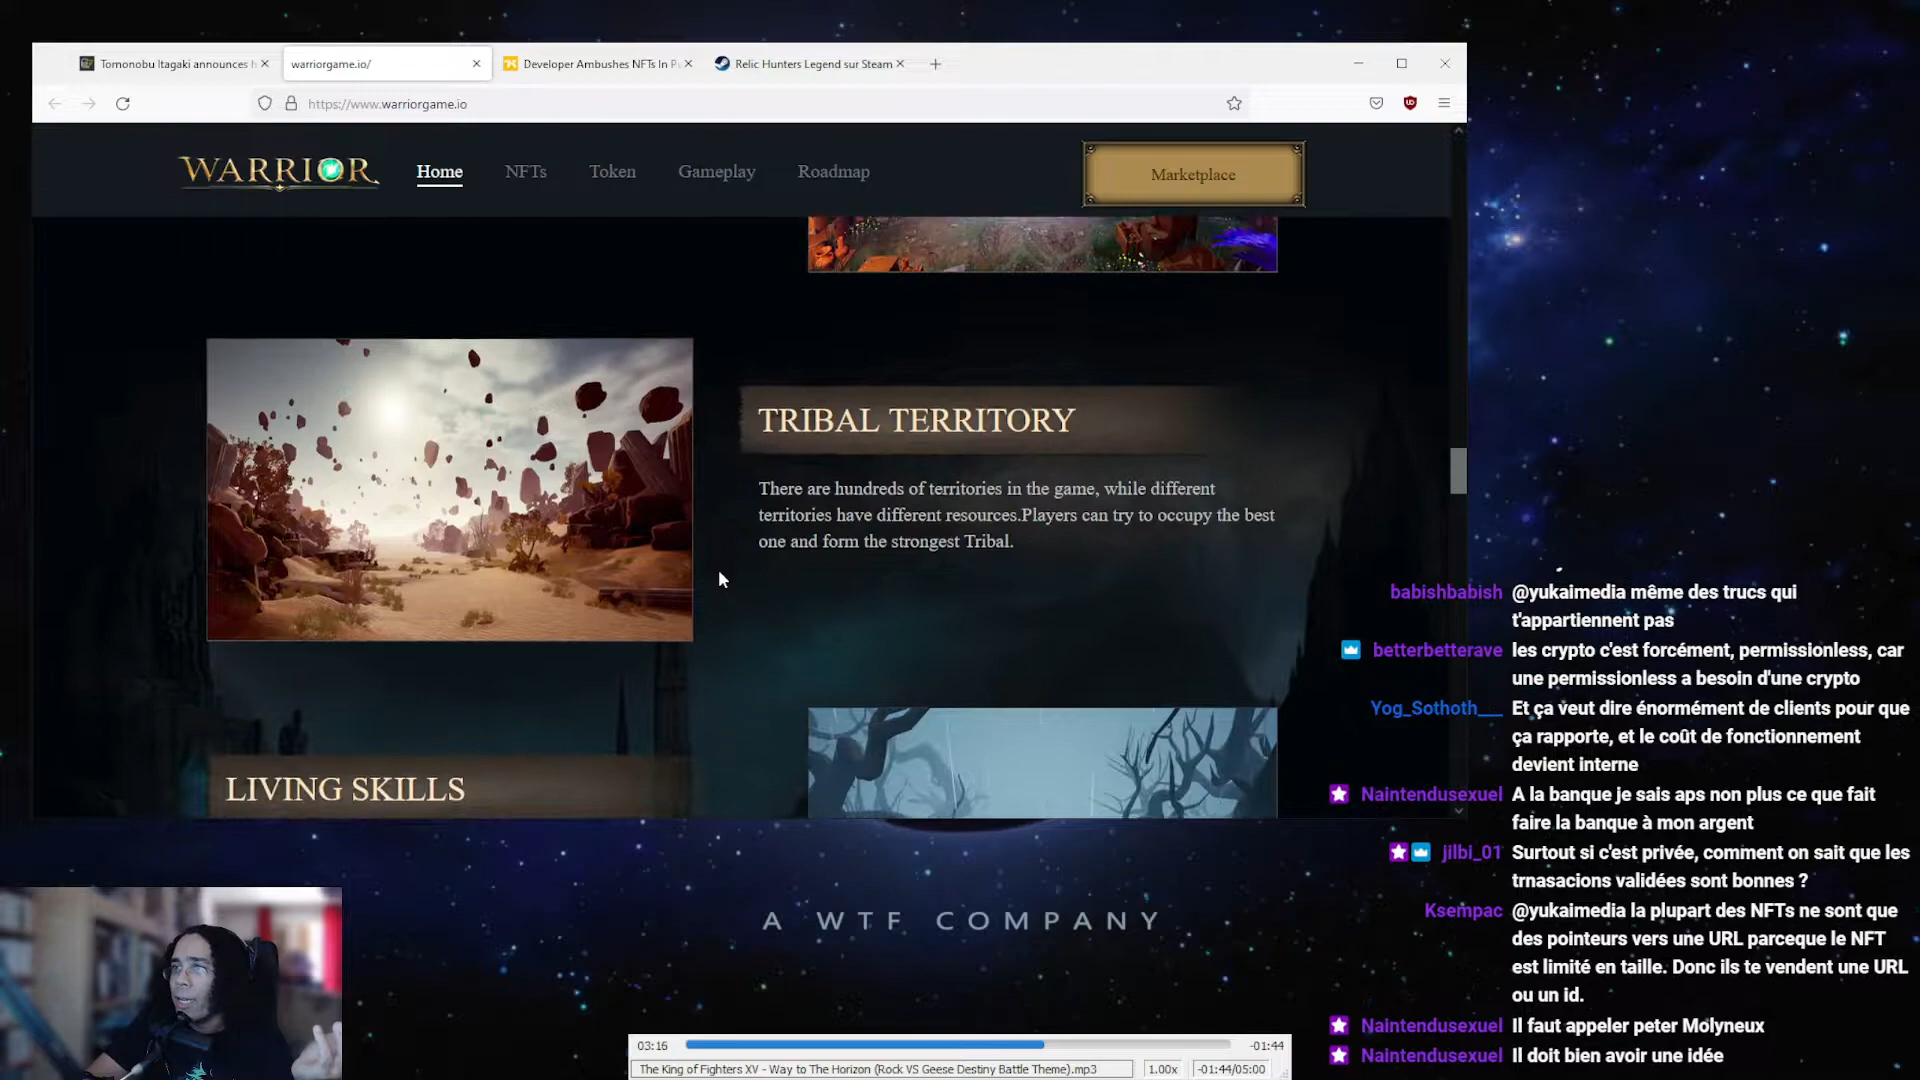 Tomonobu Itagaki announces h
warriorgame.io/
Developer Ambushes NFTs In Pu
Relic Hunters Legend sur Steam
https://www.warriorgame.io
WARRIOR
Home
NFTs
Token
Gameplay
Roadmap
Marketplace
TRIBAL TERRITORY
There are hundreds of territories in the game, while different
territories have different resources.Players can try to occupy the best
one and form the strongest Tribal.
LIVING SKILLS
babishbabish @yukaimedia même des trucs qui
t'appartiennent pas
betterbetterave les crypto c'est forcément, permissionless, car
une permissionless a besoin d'une crypto
Yog_Sothoth___ Et ça veut dire énormément de clients pour que
ça rapporte, et le coût de fonctionnement
devient interne
Naintendusexuel A la banque je sais aps non plus ce que fait
faire la banque à mon argent
jilbi_01 Surtout si c'est privée, comment on sait que les
trnasacions validées sont bonnes ?
Ksempac @yukaimedia la plupart des NFTs ne sont que
des pointeurs vers une URL parceque le NFT
est limité en taille. Donc ils te vendent une URL
ou un id.
Naintendusexuel Il faut appeler peter Molyneux
Naintendusexuel Il doit bien avoir une idée
A WTF COMPANY
03:16
-01:44
The King of Fighters XV - Way to The Horizon (Rock VS Geese Destiny Battle Theme).mp3
1.00x
-01:44/05:00